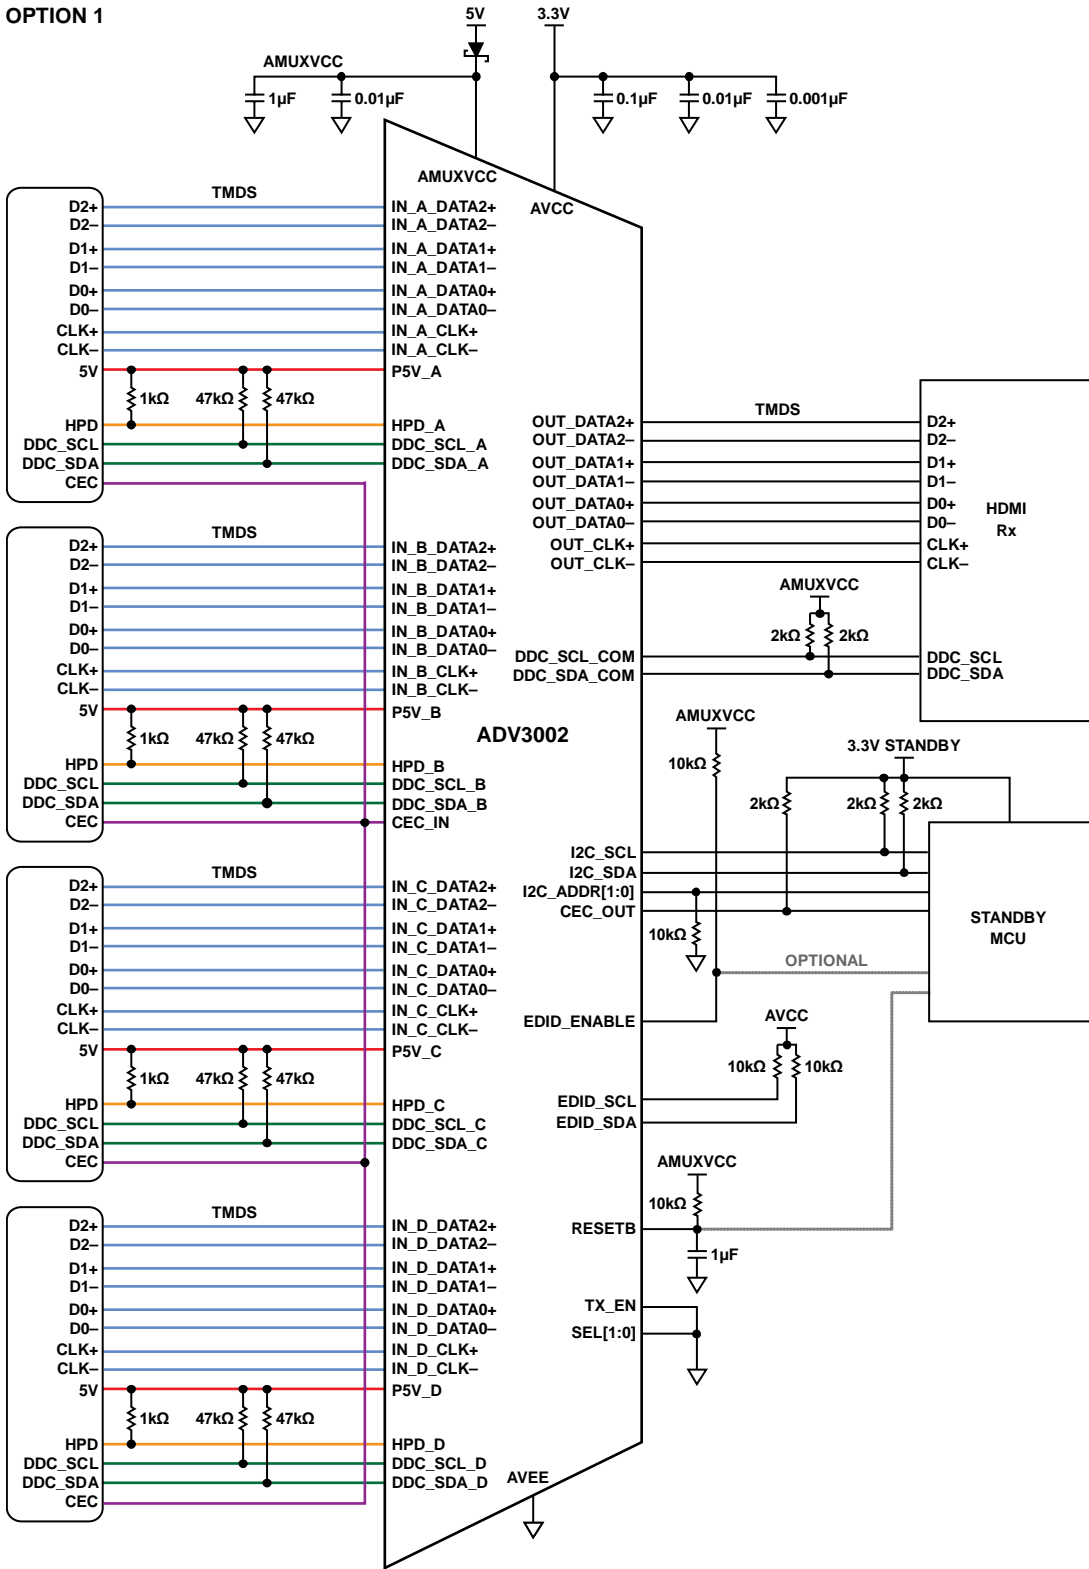 OPTION 1
5V
3.3V
AMUXVCC
1µF
0.01µF
0.1µF
0.01µF
0.001µF
AMUXVCC
AVCC
TMDS
D2+ IN_A_DATA2+
D2– IN_A_DATA2–
D1+ IN_A_DATA1+
D1– IN_A_DATA1–
D0+ IN_A_DATA0+
D0– IN_A_DATA0–
CLK+ IN_A_CLK+
CLK– IN_A_CLK–
5V P5V_A
1kΩ 47kΩ 47kΩ
HPD HPD_A
DDC_SCL DDC_SCL_A
DDC_SDA DDC_SDA_A
CEC
TMDS
D2+ IN_B_DATA2+
D2– IN_B_DATA2–
D1+ IN_B_DATA1+
D1– IN_B_DATA1–
D0+ IN_B_DATA0+
D0– IN_B_DATA0–
CLK+ IN_B_CLK+
CLK– IN_B_CLK–
5V P5V_B
1kΩ 47kΩ 47kΩ
HPD HPD_B
DDC_SCL DDC_SCL_B
DDC_SDA DDC_SDA_B
CEC CEC_IN
TMDS
D2+ IN_C_DATA2+
D2– IN_C_DATA2–
D1+ IN_C_DATA1+
D1– IN_C_DATA1–
D0+ IN_C_DATA0+
D0– IN_C_DATA0–
CLK+ IN_C_CLK+
CLK– IN_C_CLK–
5V P5V_C
1kΩ 47kΩ 47kΩ
HPD HPD_C
DDC_SCL DDC_SCL_C
DDC_SDA DDC_SDA_C
CEC
TMDS
D2+ IN_D_DATA2+
D2– IN_D_DATA2–
D1+ IN_D_DATA1+
D1– IN_D_DATA1–
D0+ IN_D_DATA0+
D0– IN_D_DATA0–
CLK+ IN_D_CLK+
CLK– IN_D_CLK–
5V P5V_D
1kΩ 47kΩ 47kΩ
HPD HPD_D
DDC_SCL DDC_SCL_D
DDC_SDA DDC_SDA_D
CEC
ADV3002
AVEE
TMDS
OUT_DATA2+ D2+
OUT_DATA2– D2–
OUT_DATA1+ D1+
OUT_DATA1– D1–
OUT_DATA0+ D0+
OUT_DATA0– D0–
OUT_CLK+ CLK+
OUT_CLK– CLK–
HDMI
Rx
AMUXVCC
2kΩ 2kΩ
DDC_SCL_COM DDC_SCL
DDC_SDA_COM DDC_SDA
AMUXVCC
10kΩ
3.3V STANDBY
2kΩ 2kΩ 2kΩ
I2C_SCL
I2C_SDA
I2C_ADDR[1:0]
CEC_OUT
10kΩ
STANDBY
MCU
OPTIONAL
EDID_ENABLE
AVCC
10kΩ 10kΩ
EDID_SCL
EDID_SDA
AMUXVCC
10kΩ
RESETB
1µF
TX_EN
SEL[1:0]